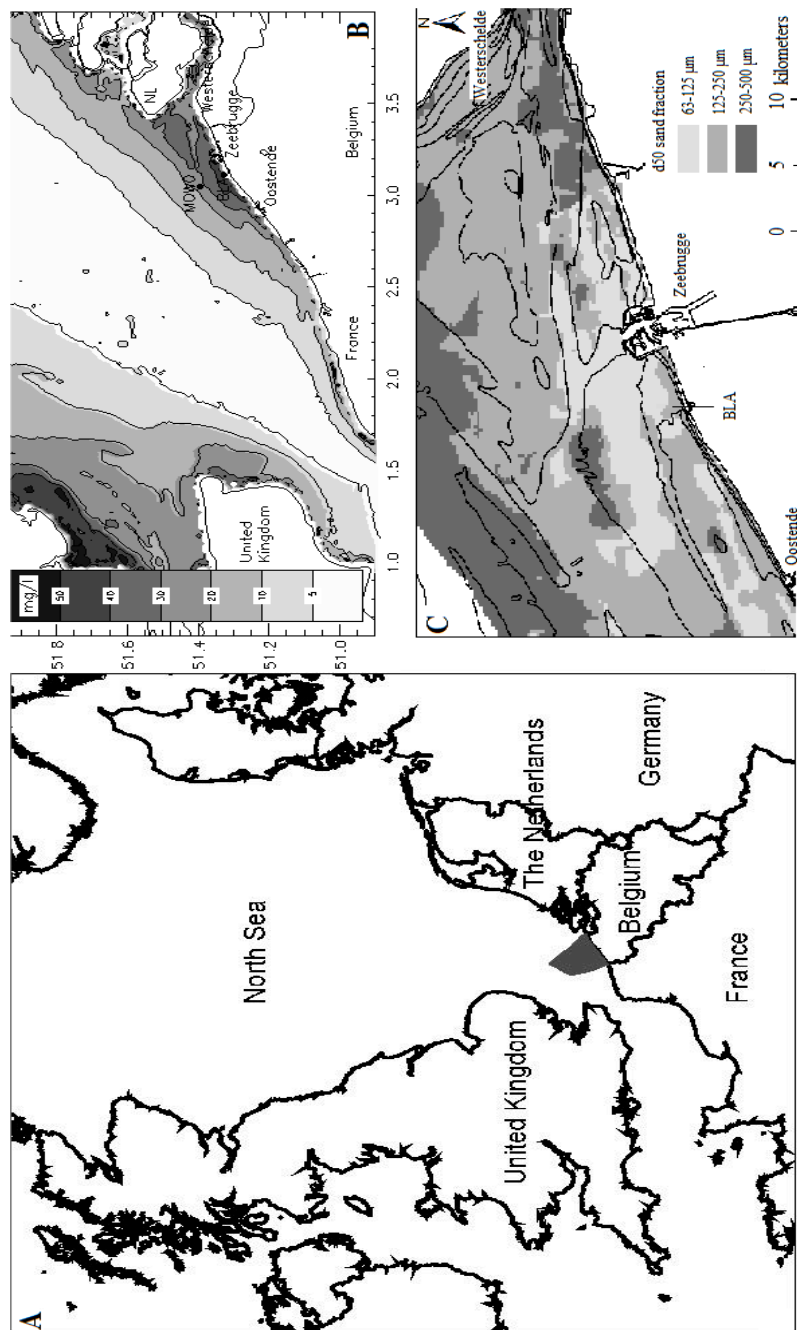 A
North Sea
United Kingdom
The Netherlands
Belgium
Germany
France
B
mg/l
50
40
30
20
10
5
51.8
51.6
51.4
51.2
51.0
1.0
1.5
2.0
2.5
3.0
3.5
United
Kingdom
France
Belgium
NL
Westerschelde
MOW0
BLA
Zeebrugge
Oostende
C
N
Westerschelde
d50 sand fraction
63-125 µm
125-250 µm
250-500 µm
0 5 10 kilometers
Zeebrugge
BLA
Oostende